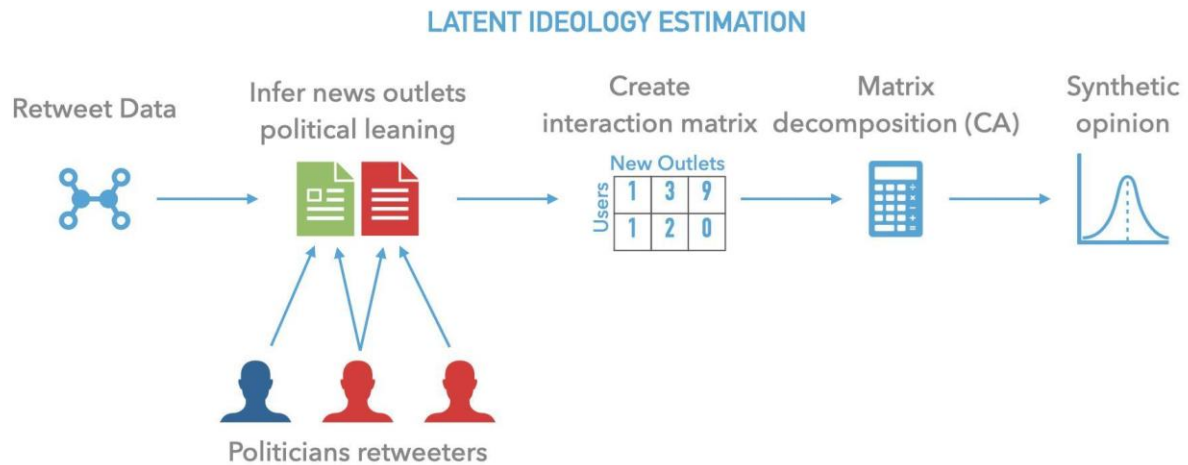 LATENT IDEOLOGY ESTIMATION
Retweet Data
Infer news outlets
political leaning
Create
interaction matrix
Matrix
decomposition (CA)
Synthetic
opinion
New Outlets
Users
1 3 9
1 2 0
Politicians retweeters